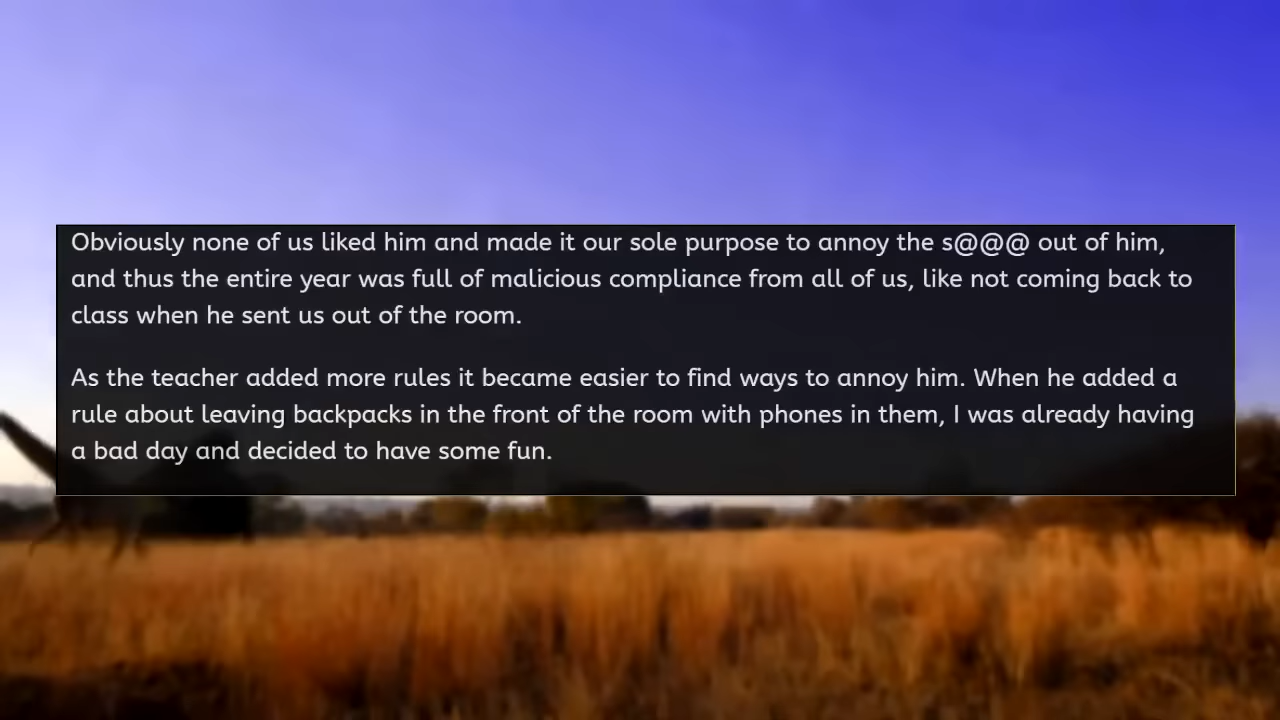 Obviously none of us liked him and made it our sole purpose to annoy the s@@@ out of him,
and thus the entire year was full of malicious compliance from all of us, like not coming back to
class when he sent us out of the room.
As the teacher added more rules it became easier to find ways to annoy him. When he added a
rule about leaving backpacks in the front of the room with phones in them, I was already having
a bad day and decided to have some fun.